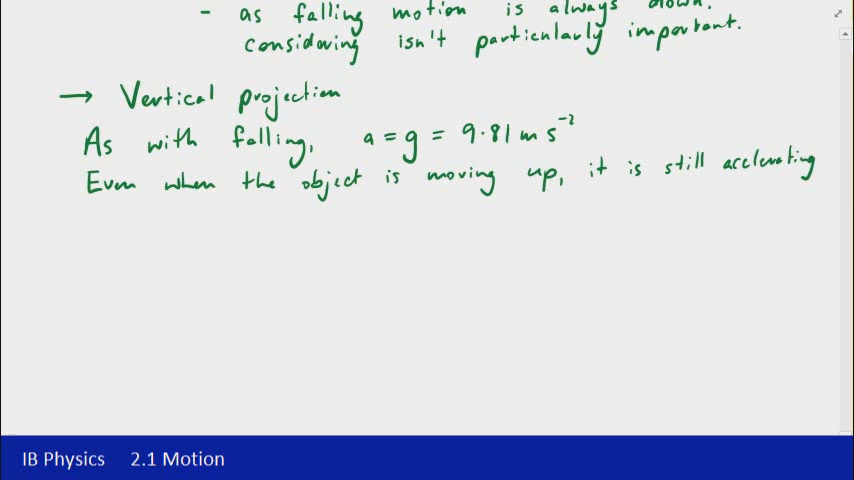 - as falling motion is always down.
considering isn't particularly important.
→ Vertical projection
As with falling, a = g = 9.81 m s⁻²
Even when the object is moving up, it is still acclerating
IB Physics 2.1 Motion